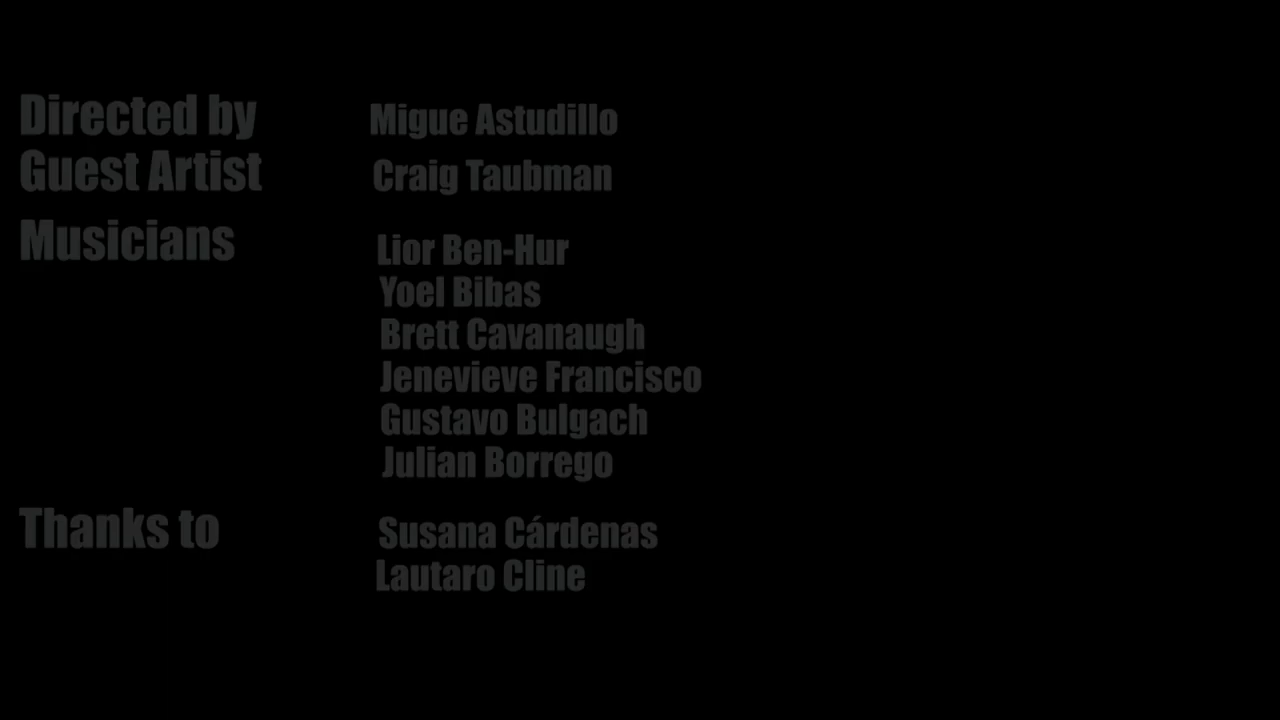 Directed by Migue Astudillo
Guest Artist Craig Taubman
Musicians Lior Ben-Hur
Yoel Bibas
Brett Cavanaugh
Jenevieve Francisco
Gustavo Bulgach
Julian Borrego
Thanks to Susana Cárdenas
Lautaro Cline